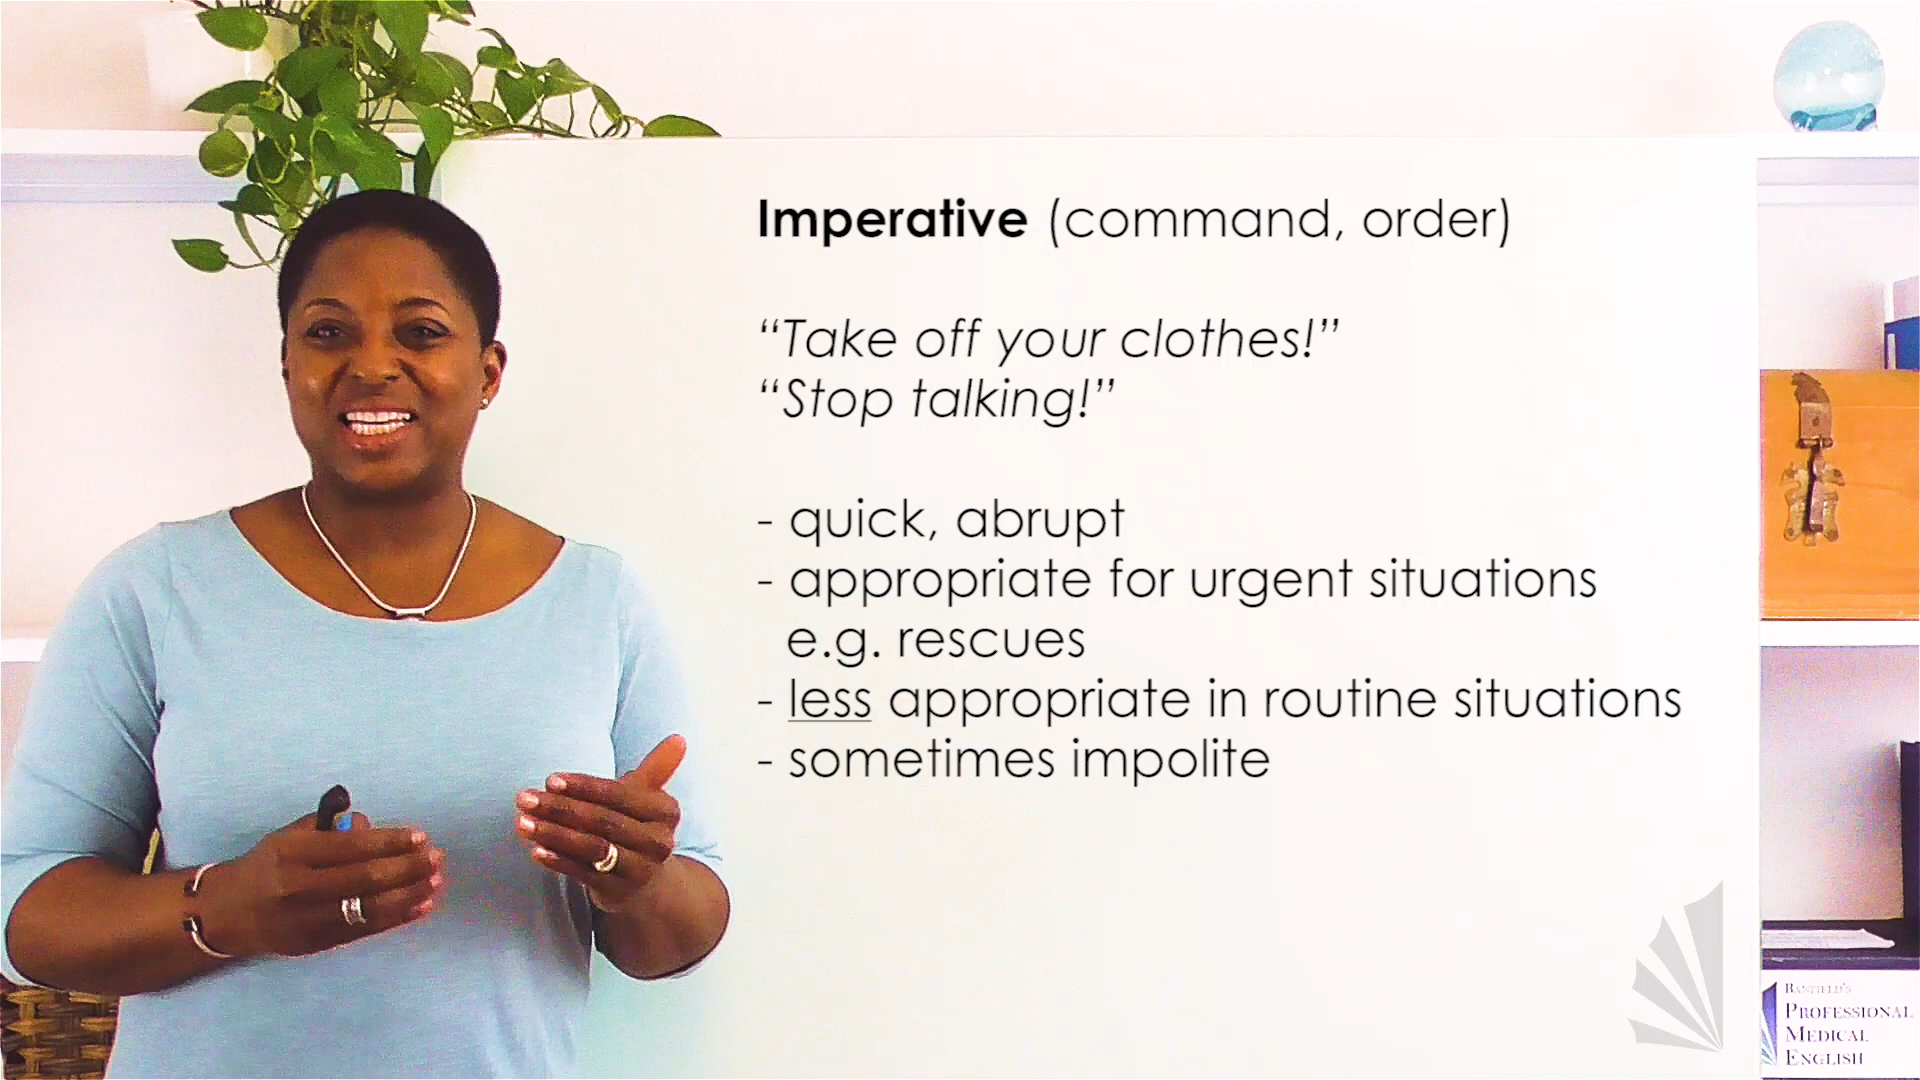 Imperative (command, order)
“Take off your clothes!”
“Stop talking!”
- quick, abrupt
- appropriate for urgent situations
e.g. rescues
- less appropriate in routine situations
- sometimes impolite
BANFIELD'S
PROFESSIONAL
MEDICAL
ENGLISH